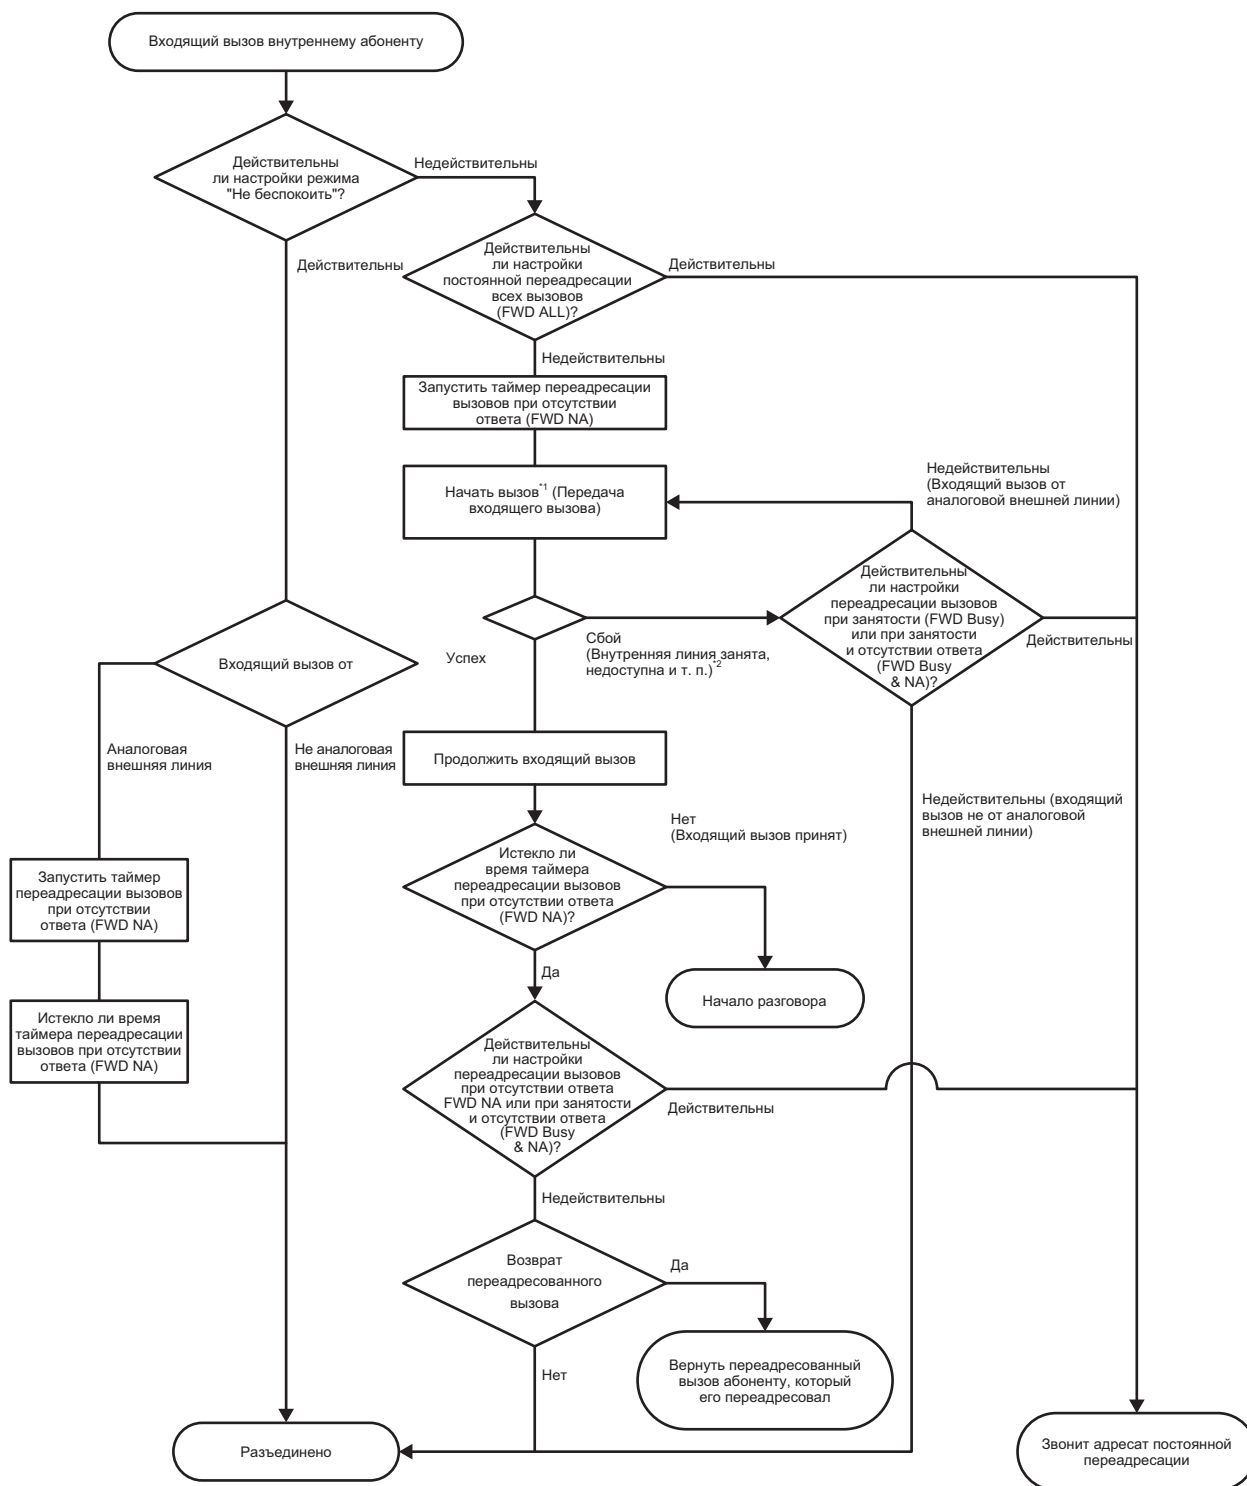 Входящий вызов внутреннему абоненту
Действительны
ли настройки режима
"Не беспокоить"?
Недействительны
Действительны
Действительны
ли настройки
постоянной переадресации
всех вызовов
(FWD ALL)?
Действительны
Недействительны
Запустить таймер переадресации
вызовов при отсутствии
ответа (FWD NA)
Начать вызов*1 (Передача
входящего вызова)
Недействительны
(Входящий вызов от
аналоговой внешней линии)
Действительны
ли настройки
переадресации вызовов
при занятости (FWD Busy)
или при занятости
и отсутствии ответа
(FWD Busy
& NA)?
Действительны
Сбой
(Внутренняя линия занята,
недоступна и т. п.)*2
Успех
Входящий вызов от
Аналоговая
внешняя линия
Не аналоговая
внешняя линия
Продолжить входящий вызов
Недействительны (входящий
вызов не от аналоговой
внешней линии)
Нет
(Входящий вызов принят)
Истекло ли
время таймера
переадресации вызовов
при отсутствии ответа
(FWD NA)?
Запустить таймер
переадресации вызовов
при отсутствии
ответа (FWD NA)
Да
Начало разговора
Истекло ли время
таймера переадресации
вызовов при отсутствии
ответа (FWD NA)
Действительны
ли настройки
переадресации вызовов
при отсутствии ответа
FWD NA или при занятости
и отсутствии ответа
(FWD Busy
& NA)?
Действительны
Недействительны
Возврат
переадресованного
вызова
Да
Вернуть переадресованный
вызов абоненту, который
его переадресовал
Нет
Разъединено
Звонит адресат постоянной
переадресации